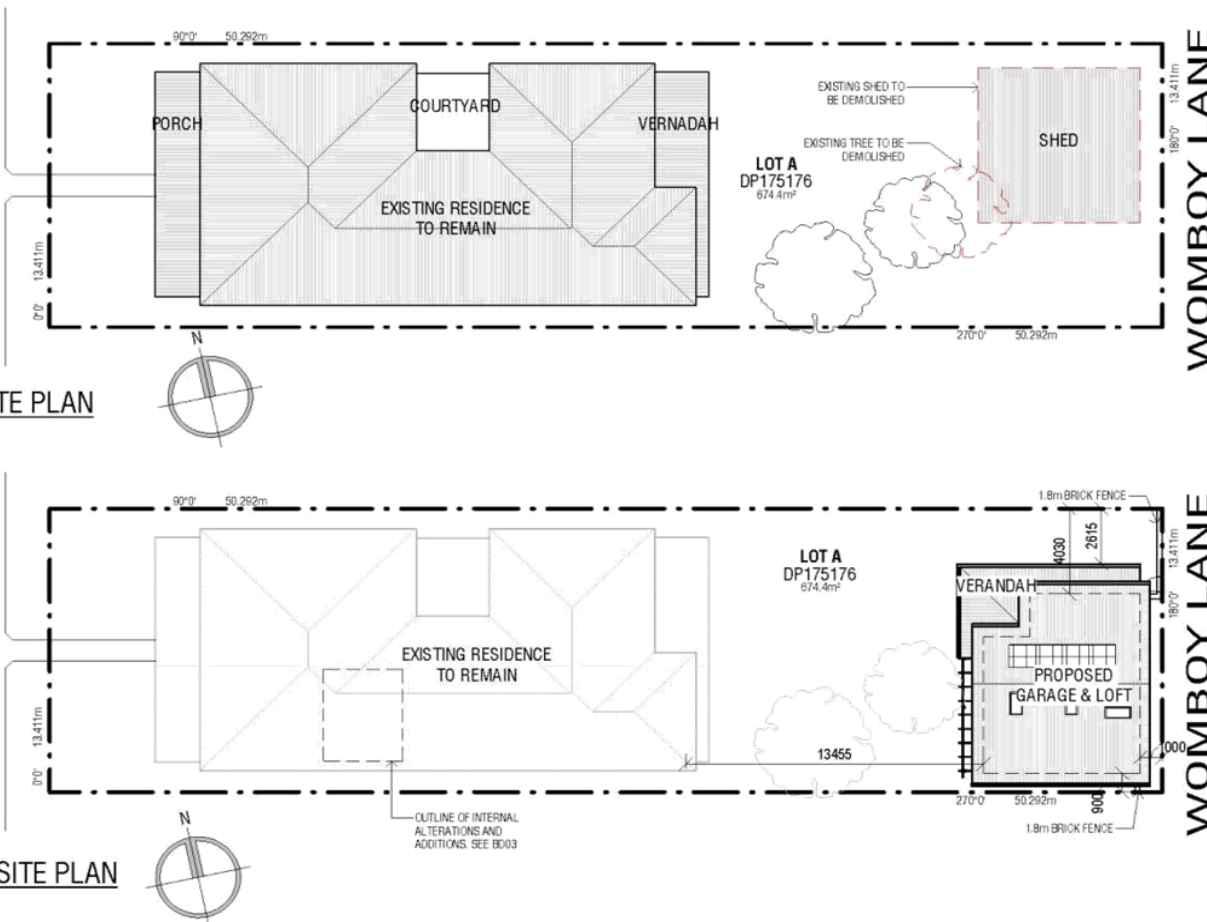 90°0' 50.292m
PORCH
COURTYARD
VERNADAH
EXISTING RESIDENCE
TO REMAIN
LOT A
DP175176
674.4m²
EXISTING SHED TO
BE DEMOLISHED
EXISTING TREE TO BE
DEMOLISHED
SHED
13.411m
180°0'
WOMBOY LANE
13.411m
0°0'
270°0' 50.292m
N
TE PLAN
90°0' 50.292m
1.8m BRICK FENCE
4030
2615
LOT A
DP175176
674.4m²
VERANDAH
13.411m
180°0'
WOMBOY LANE
EXISTING RESIDENCE
TO REMAIN
PROPOSED
GARAGE & LOFT
13455
000
900
13.411m
0°0'
270°0' 50.292m
1.8m BRICK FENCE
OUTLINE OF INTERNAL
ALTERATIONS AND
ADDITIONS. SEE BD03
N
SITE PLAN